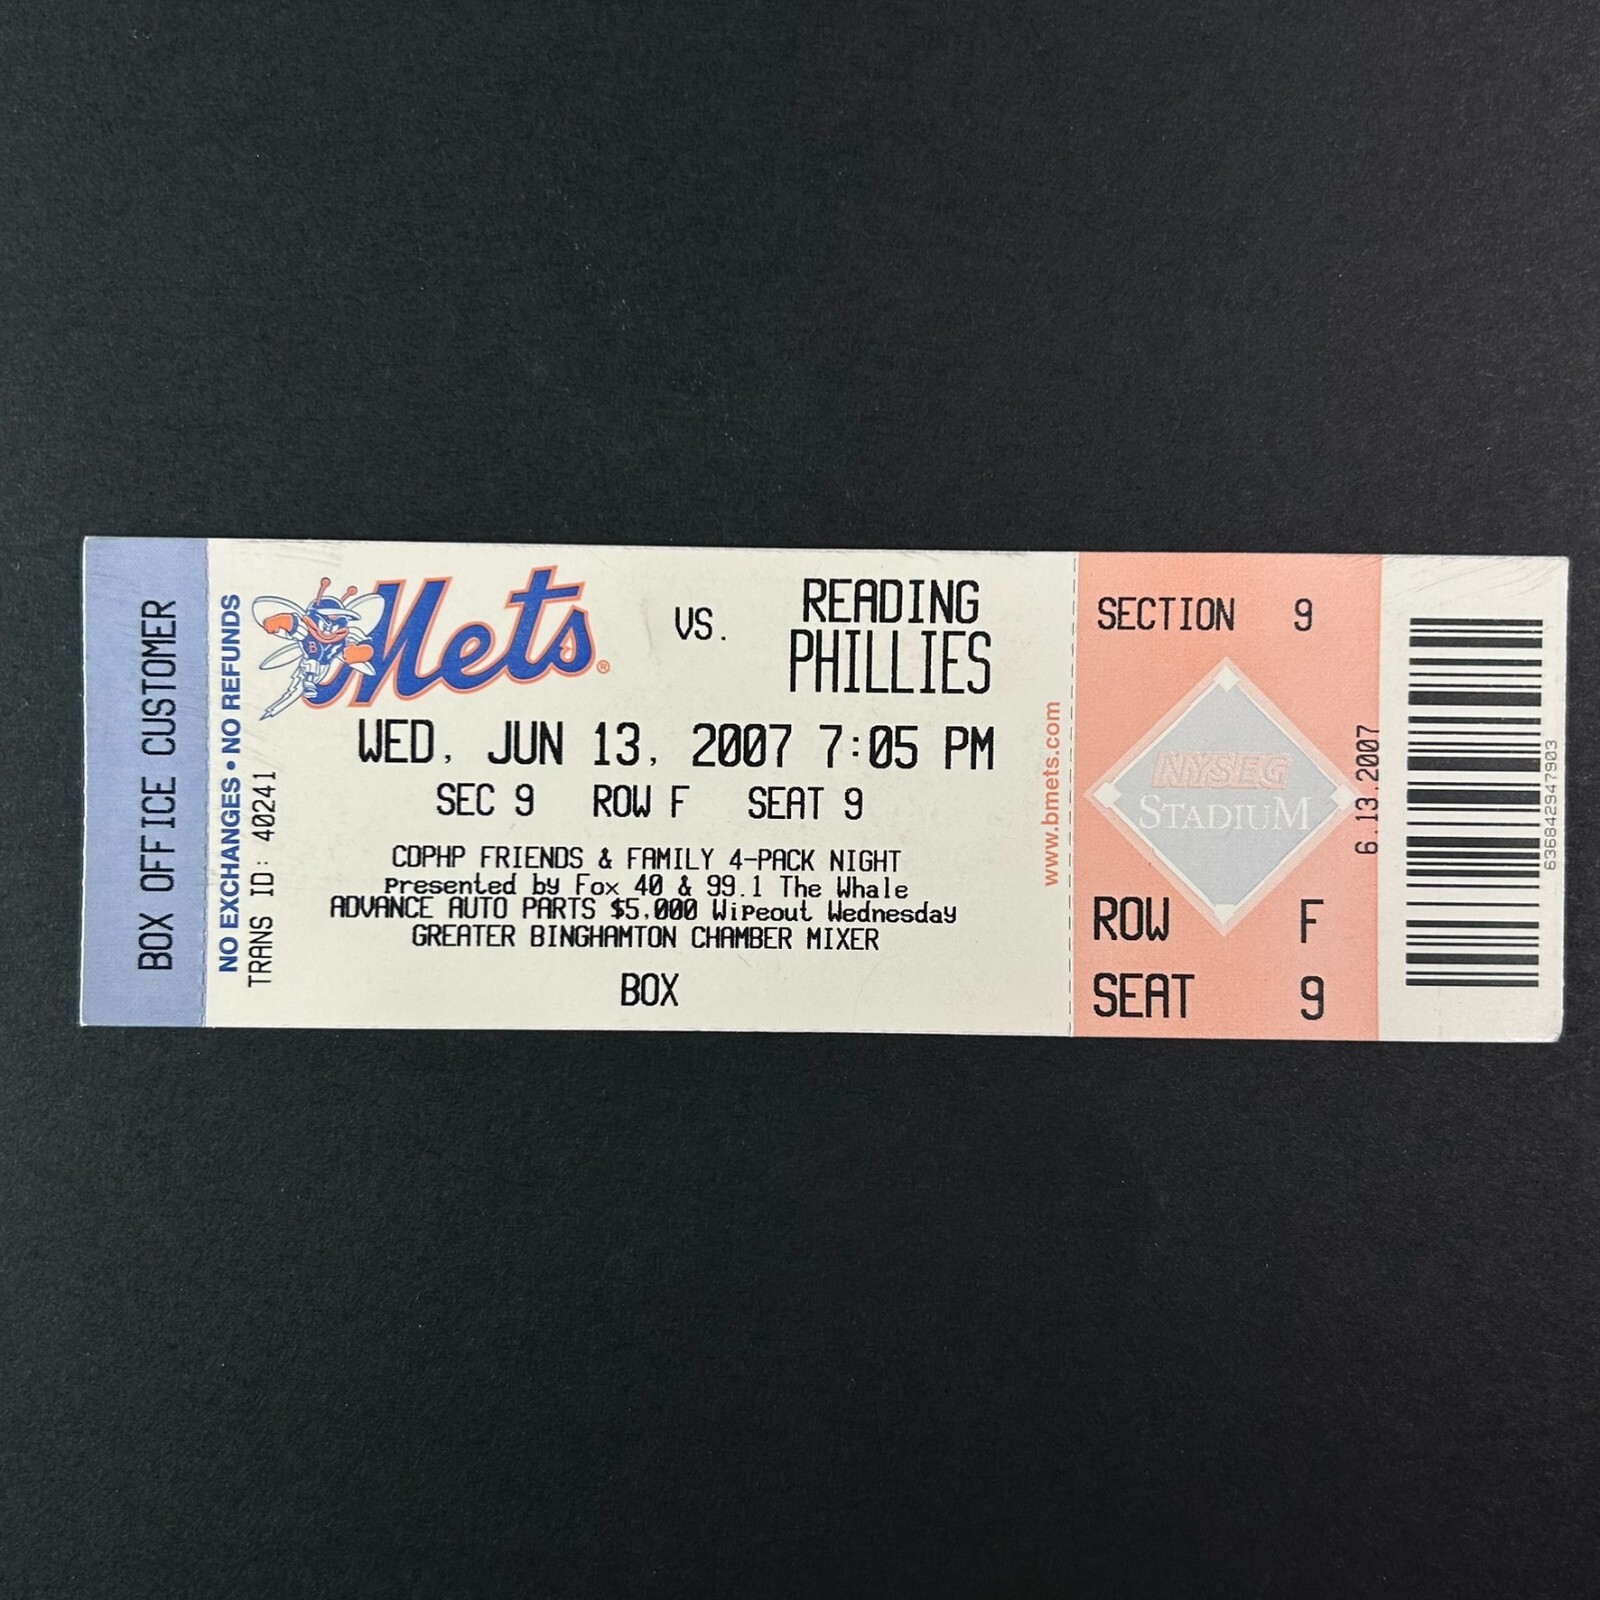 BOX OFFICE CUSTOMER
NO EXCHANGES • NO REFUNDS
TRANS ID: 40241
B
Mets®
VS.
READING
PHILLIES
WED, JUN 13, 2007 7:05 PM
SEC 9 ROW F SEAT 9
CDPHP FRIENDS & FAMILY 4-PACK NIGHT
Presented by Fox 40 & 99.1 The Whale
ADVANCE AUTO PARTS $5,000 Wipeout Wednesday
GREATER BINGHAMTON CHAMBER MIXER
BOX
www.bmets.com
SECTION 9
NYSEG
STADIUM
ROW F
SEAT 9
6.13.2007
636842947903